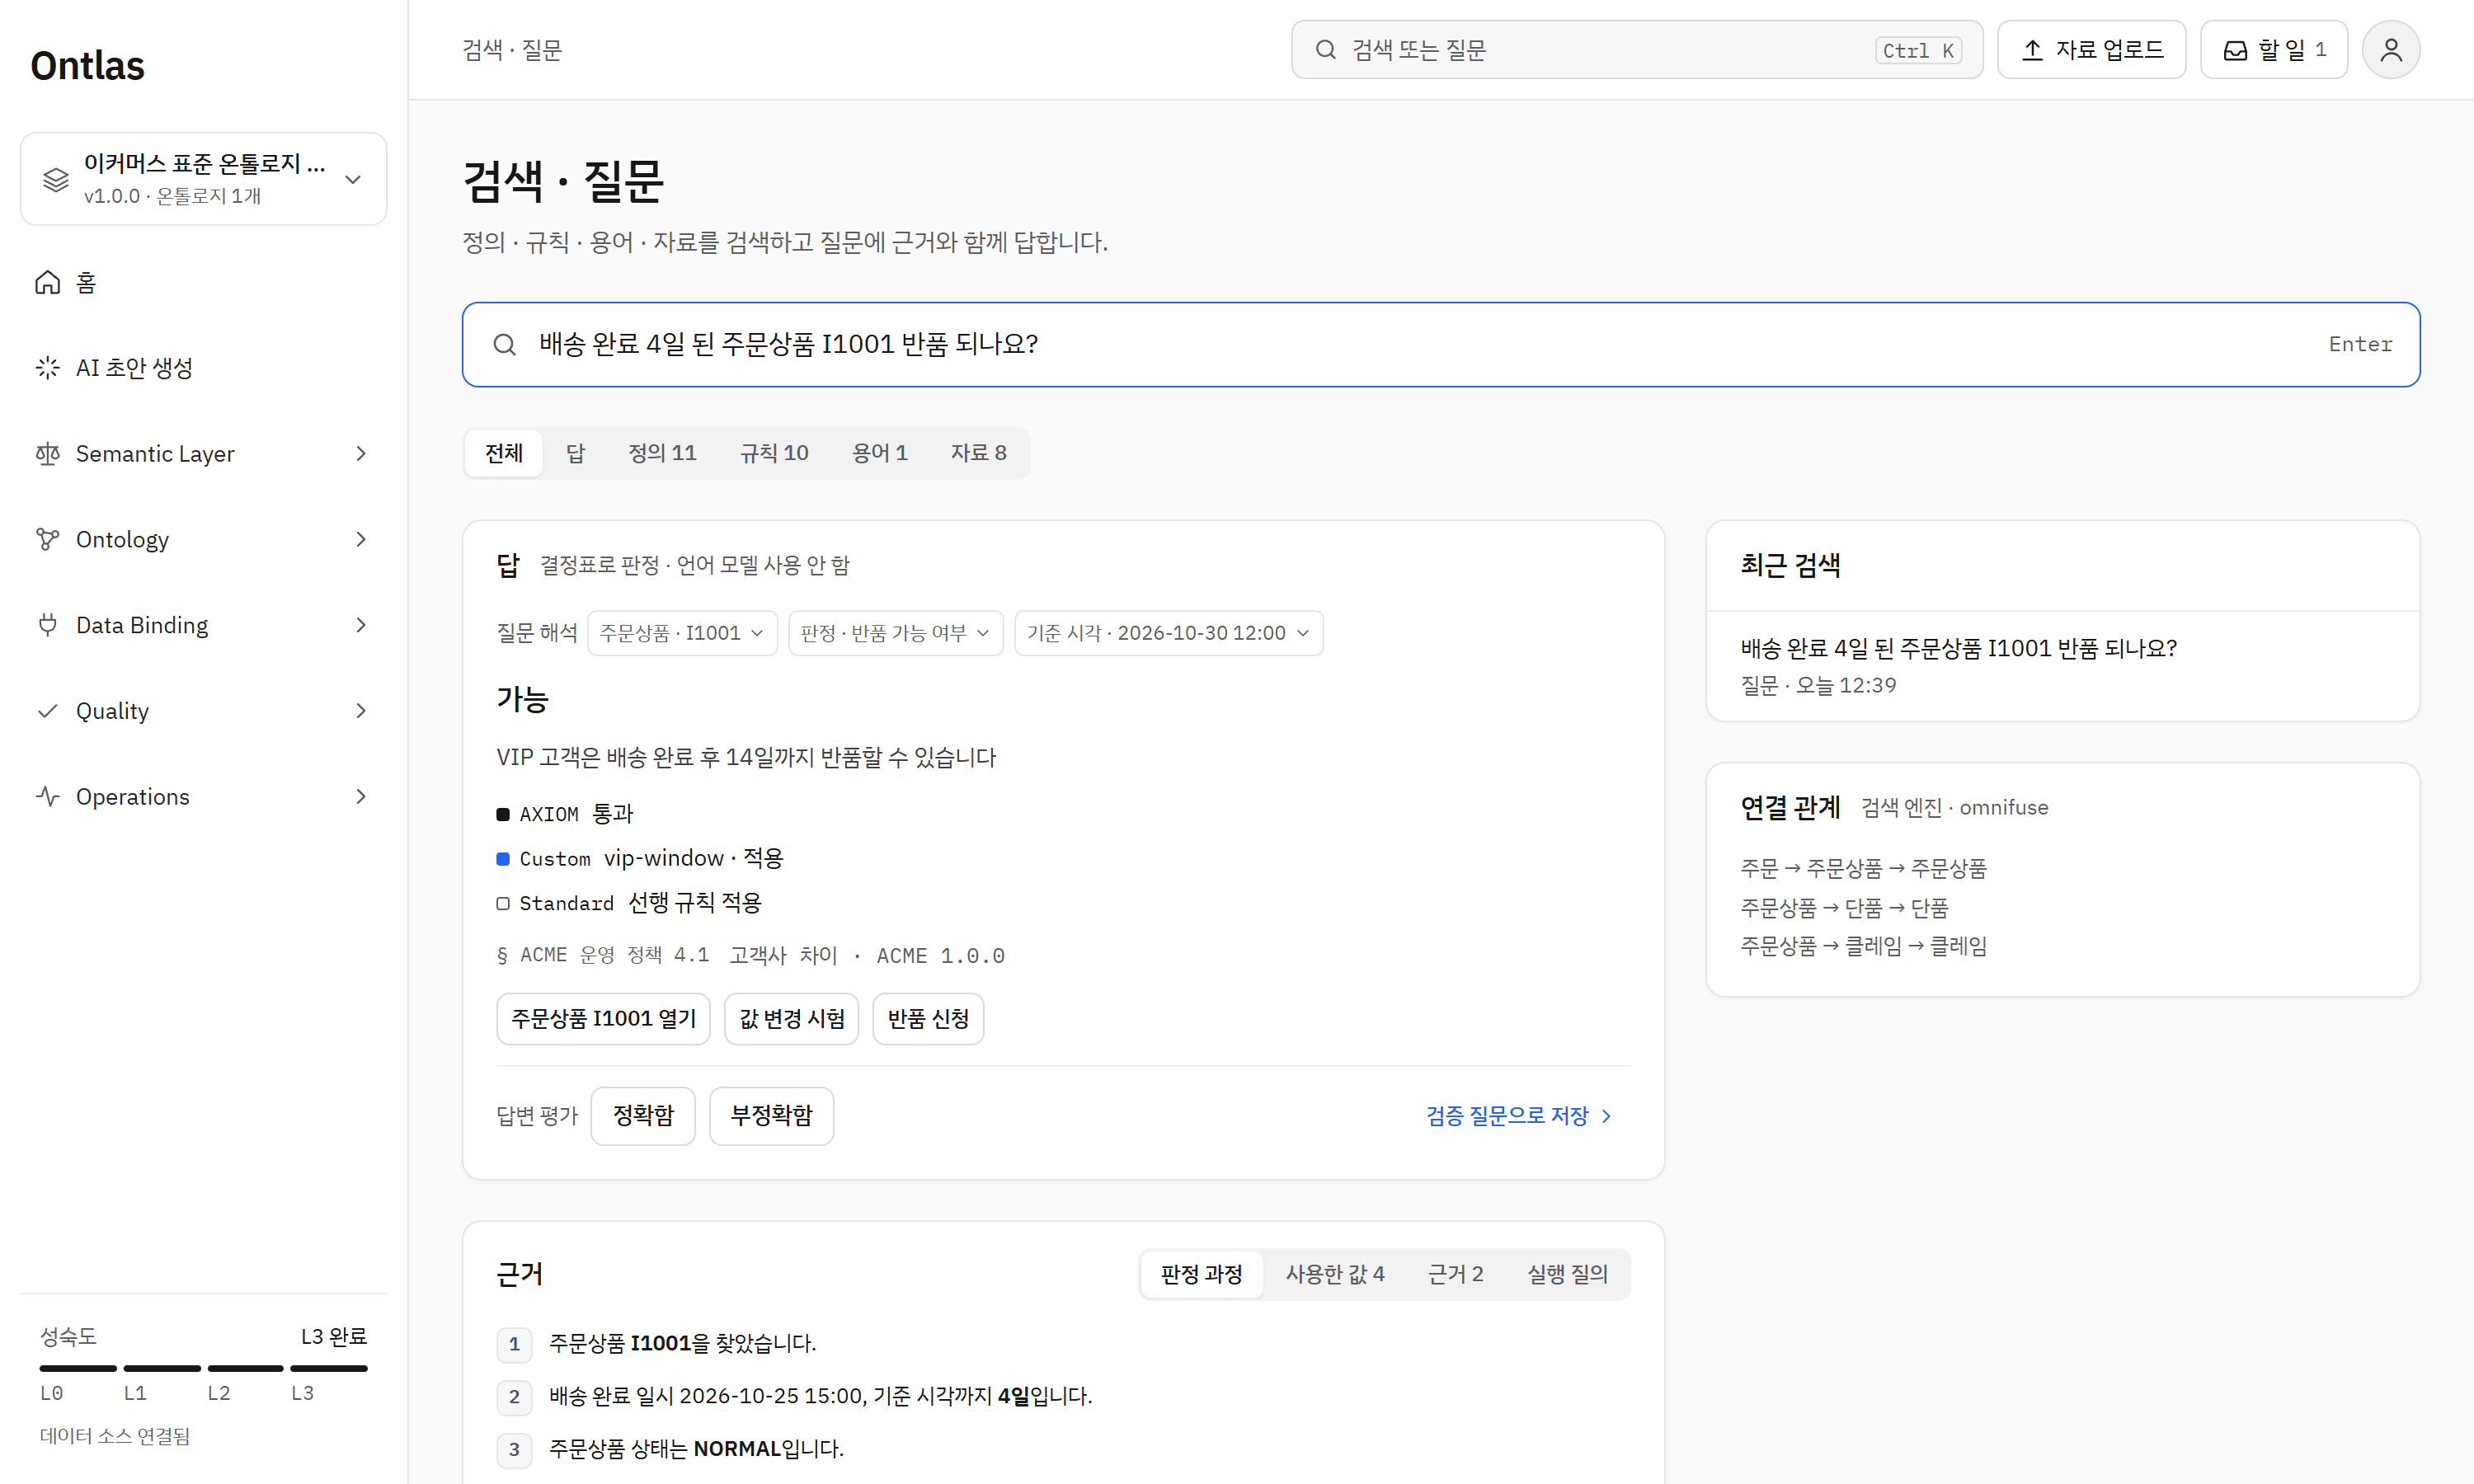 Ontlas
이커머스 표준 온톨로지 ...
v1.0.0 · 온톨로지 1개
홈
AI 초안 생성
Semantic Layer
Ontology
Data Binding
Quality
Operations
성숙도 L3 완료
L0 L1 L2 L3
데이터 소스 연결됨
검색 · 질문
검색 또는 질문 Ctrl K
자료 업로드
할 일 1
검색 · 질문
정의 · 규칙 · 용어 · 자료를 검색하고 질문에 근거와 함께 답합니다.
배송 완료 4일 된 주문상품 I1001 반품 되나요? Enter
전체 답 정의 11 규칙 10 용어 1 자료 8
답 결정표로 판정 · 언어 모델 사용 안 함
질문 해석 주문상품 · I1001 판정 · 반품 가능 여부 기준 시각 · 2026-10-30 12:00
가능
VIP 고객은 배송 완료 후 14일까지 반품할 수 있습니다
AXIOM 통과
Custom vip-window · 적용
Standard 선행 규칙 적용
§ ACME 운영 정책 4.1 고객사 차이 · ACME 1.0.0
주문상품 I1001 열기 값 변경 시험 반품 신청
답변 평가 정확함 부정확함 검증 질문으로 저장
근거 판정 과정 사용한 값 4 근거 2 실행 질의
1 주문상품 I1001을 찾았습니다.
2 배송 완료 일시 2026-10-25 15:00, 기준 시각까지 4일입니다.
3 주문상품 상태는 NORMAL입니다.
최근 검색
배송 완료 4일 된 주문상품 I1001 반품 되나요?
질문 · 오늘 12:39
연결 관계 검색 엔진 · omnifuse
주문 → 주문상품 → 주문상품
주문상품 → 단품 → 단품
주문상품 → 클레임 → 클레임